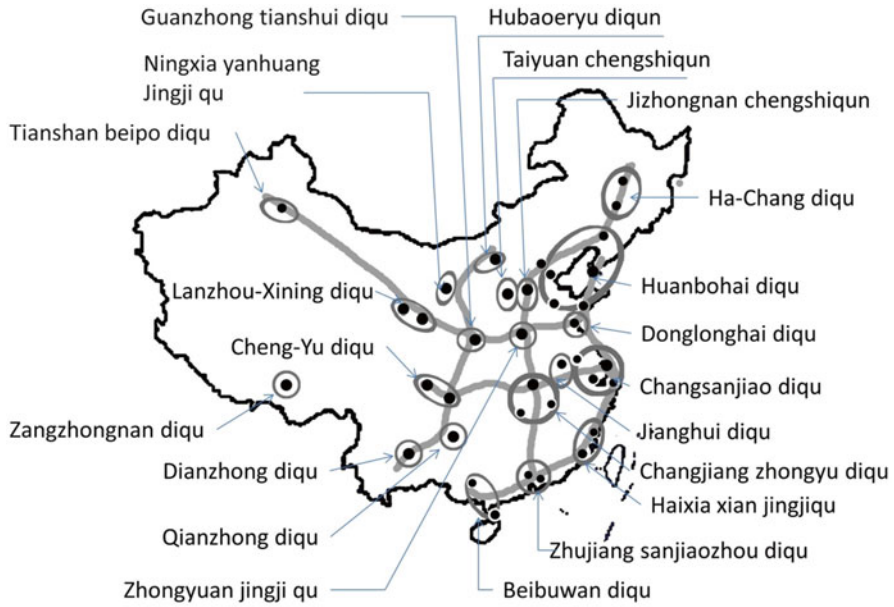 Guanzhong tianshui diqu
Hubaoeryu diqun
Taiyuan chengshiqun
Ningxia yanhuang
Jingji qu
Jizhongnan chengshiqun
Tianshan beipo diqu
Ha-Chang diqu
Lanzhou-Xining diqu
Huanbohai diqu
Donglonghai diqu
Cheng-Yu diqu
Changsanjiao diqu
Zangzhongnan diqu
Jianghui diqu
Dianzhong diqu
Changjiang zhongyu diqu
Haixia xian jingjiqu
Qianzhong diqu
Zhujiang sanjiaozhou diqu
Zhongyuan jingji qu
Beibuwan diqu